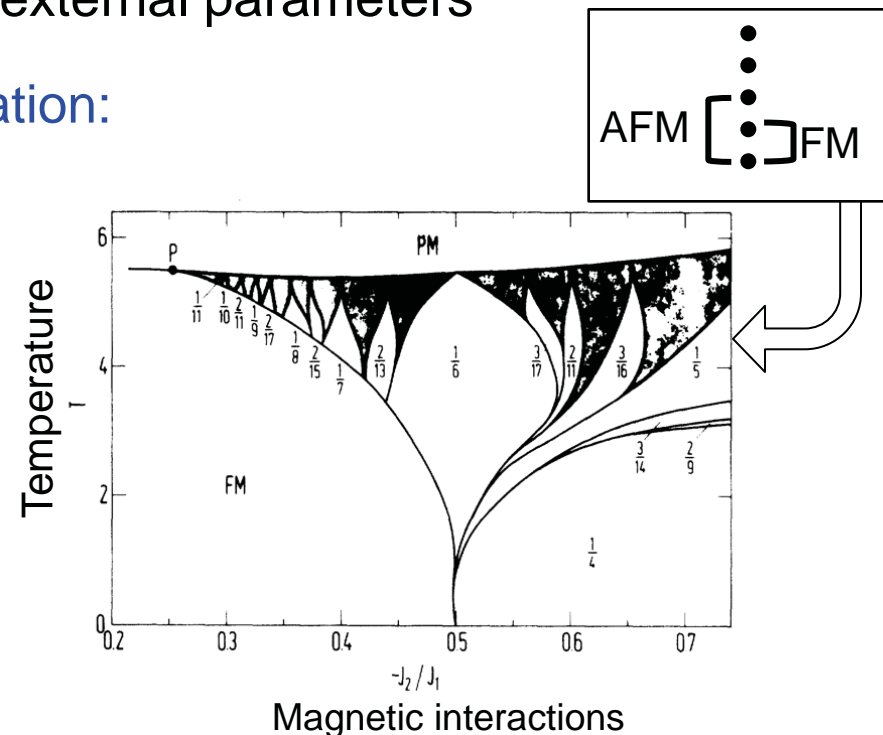 external parameters
ation:
AFM
FM
Temperature
T
6
4
2
0
P
PM
FM
1/11
1/10
2/11
1/9
2/17
1/8
2/15
1/7
2/13
1/6
3/17
2/11
3/16
1/5
3/14
2/9
1/4
0.2
0.3
0.4
0.5
0.6
0.7
-J₂/J₁
Magnetic interactions